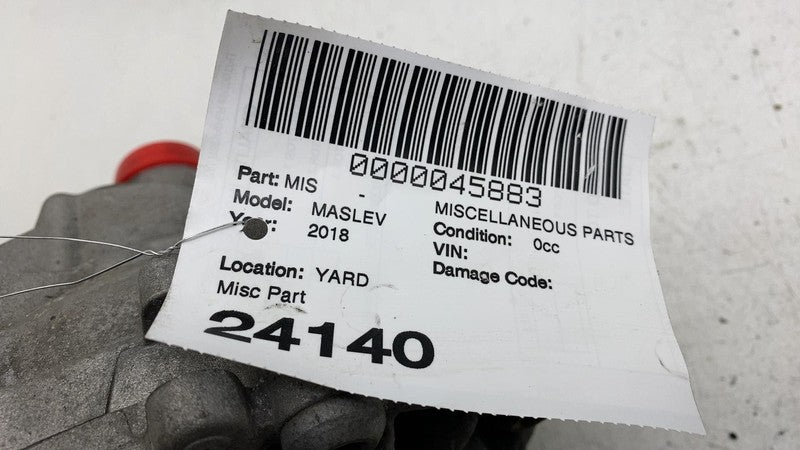 0000045883
Part: MIS - MISCELLANEOUS PARTS
Model: MASLEV Condition: 0cc
Year: 2018 VIN:
Damage Code:
Location: YARD
Misc Part
24140